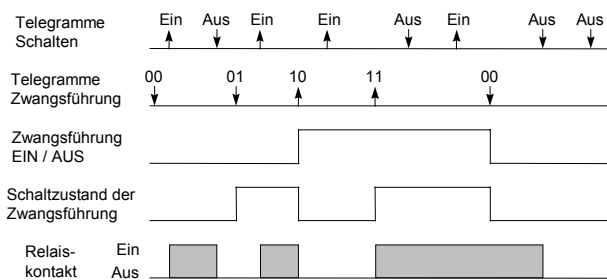 Telegramme Schalten
Ein Aus Ein Ein Aus Ein Aus Aus
Telegramme Zwangsführung
00 01 10 11 00
Zwangsführung
EIN / AUS
Schaltzustand der
Zwangsführung
Relais-
kontakt
Ein
Aus